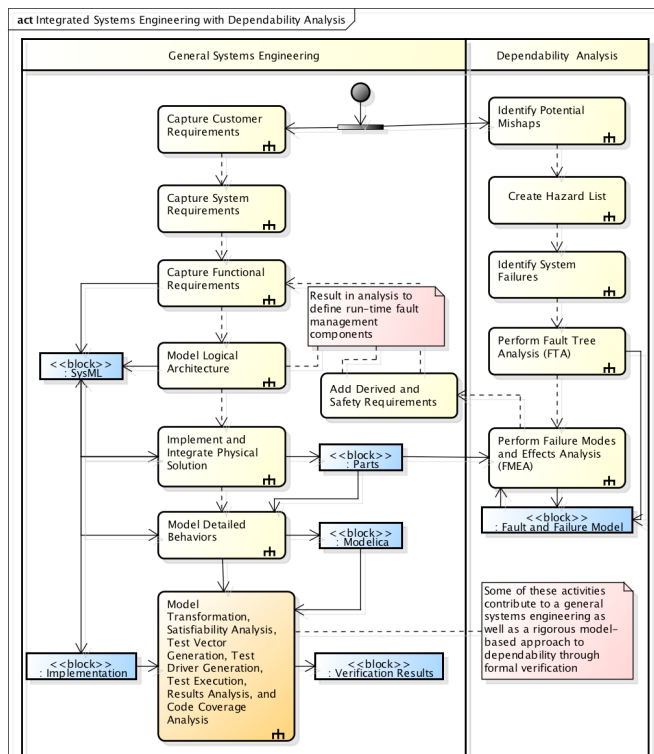 act Integrated Systems Engineering with Dependability Analysis
General Systems Engineering
Dependability Analysis
Capture Customer
Requirements
Identify Potential
Mishaps
Capture System
Requirements
Create Hazard List
Capture Functional
Requirements
Identify System
Failures
Result in analysis to
define run-time fault
management
components
<<block>>
: SysML
Model Logical
Architecture
Perform Fault Tree
Analysis (FTA)
Add Derived and
Safety Requirements
Implement and
Integrate Physical
Solution
<<block>>
: Parts
Perform Failure Modes
and Effects Analysis
(FMEA)
<<block>>
: Fault and Failure Model
Model Detailed
Behaviors
<<block>>
: Modelica
Model
Transformation,
Satisfiability Analysis,
Test Vector
Generation, Test
Driver Generation,
Test Execution,
Results Analysis, and
Code Coverage
Analysis
Some of these activities
contribute to a general
systems engineering as
well as a rigorous model-
based approach to
dependability through
formal verification
<<block>>
: Implementation
<<block>>
: Verification Results